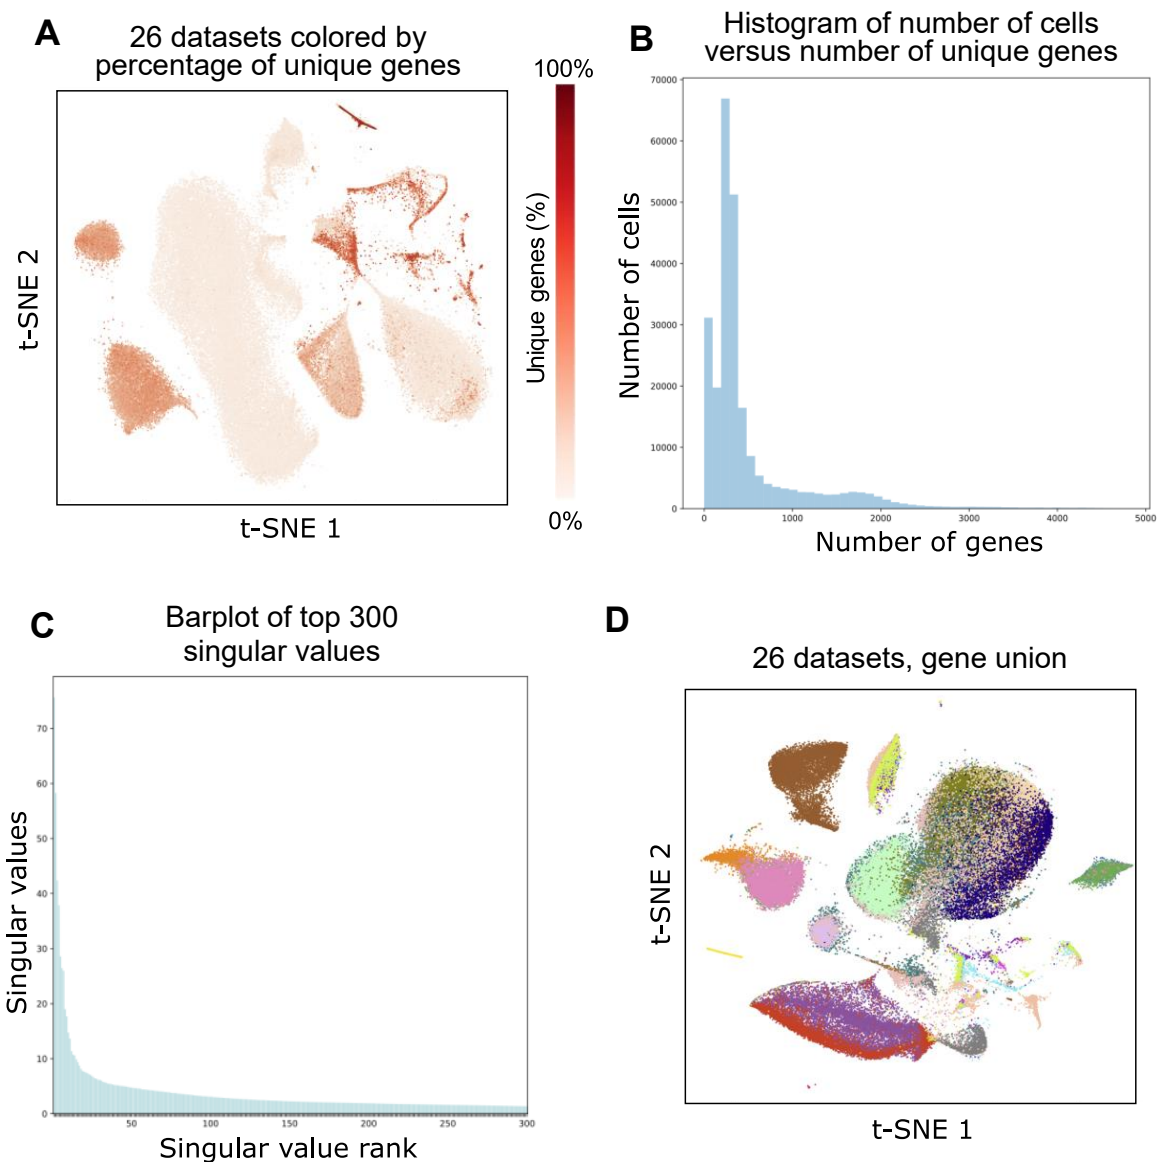 A
26 datasets colored by
percentage of unique genes
100%
Unique genes (%)
0%
t-SNE 2
t-SNE 1
B
Histogram of number of cells
versus number of unique genes
70000
60000
50000
40000
30000
20000
10000
0
Number of cells
0 1000 2000 3000 4000 5000
Number of genes
C
Barplot of top 300
singular values
70
60
50
40
30
20
10
0
Singular values
50 100 150 200 250 300
Singular value rank
D
26 datasets, gene union
t-SNE 2
t-SNE 1